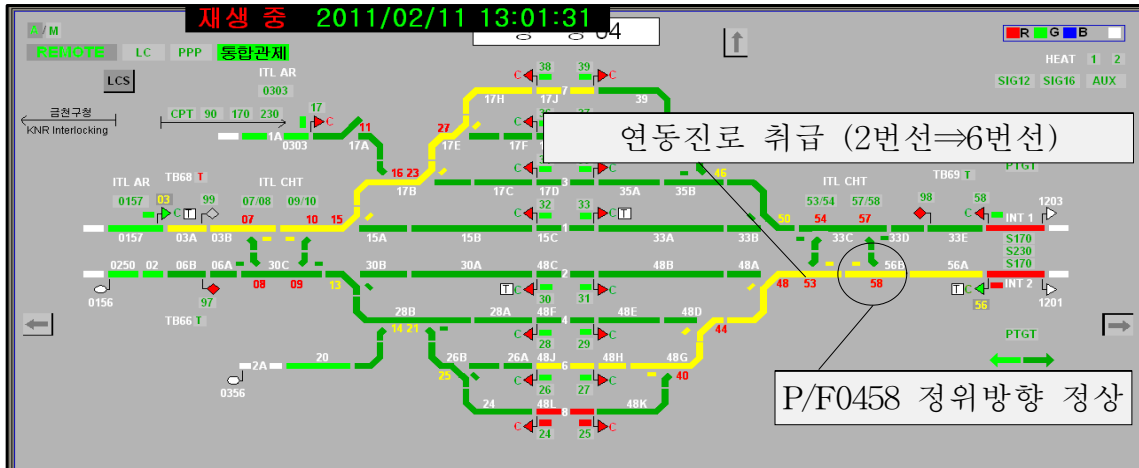 재생 중 2011/02/11 13:01:31
A/M
R G B
REMOTE LC PPP 통합관제
HEAT 1 2
LCS
ITL AR
0303
SIG12 SIG16 AUX
금천구청
KNR Interlocking
CPT 90 170 230
17
C
38 39
C C
17H 17J 7 39
1A 0303 17A 11
27 17E 17F
연동진로 취급 (2번선⇒6번선)
PTGT
16 23
17B 17C 17D 3 35A 35B 46
ITL AR
0157
TB68 T
03 C T 99
ITL CHT
07/08 09/10
32 33
C C T
ITL CHT
53/54 57/58
TB69 T
98 58
C
1203
07 10 15
50 54 57
INT 1
0157 03A 03B 15A 15B 15C 1 33A 33B 33C 33D 33E
S170
S230
S170
0250 02 06B 06A 30C 30B 30A 48C 2 48B 48A 56B 56A
INT 2
0156
97
08 09 13
T C C
30 31
48 53 58
T C
56
1201
TB66 T
28B 28A 48F 4 48E 48D
14 21
C C
28 29
44
PTGT
2A 20
0356
26B 26A 48J 6 48H 48G
25
C C
26 27
40
P/F0458 정위방향 정상
24 48L 8 48K
C C
24 25